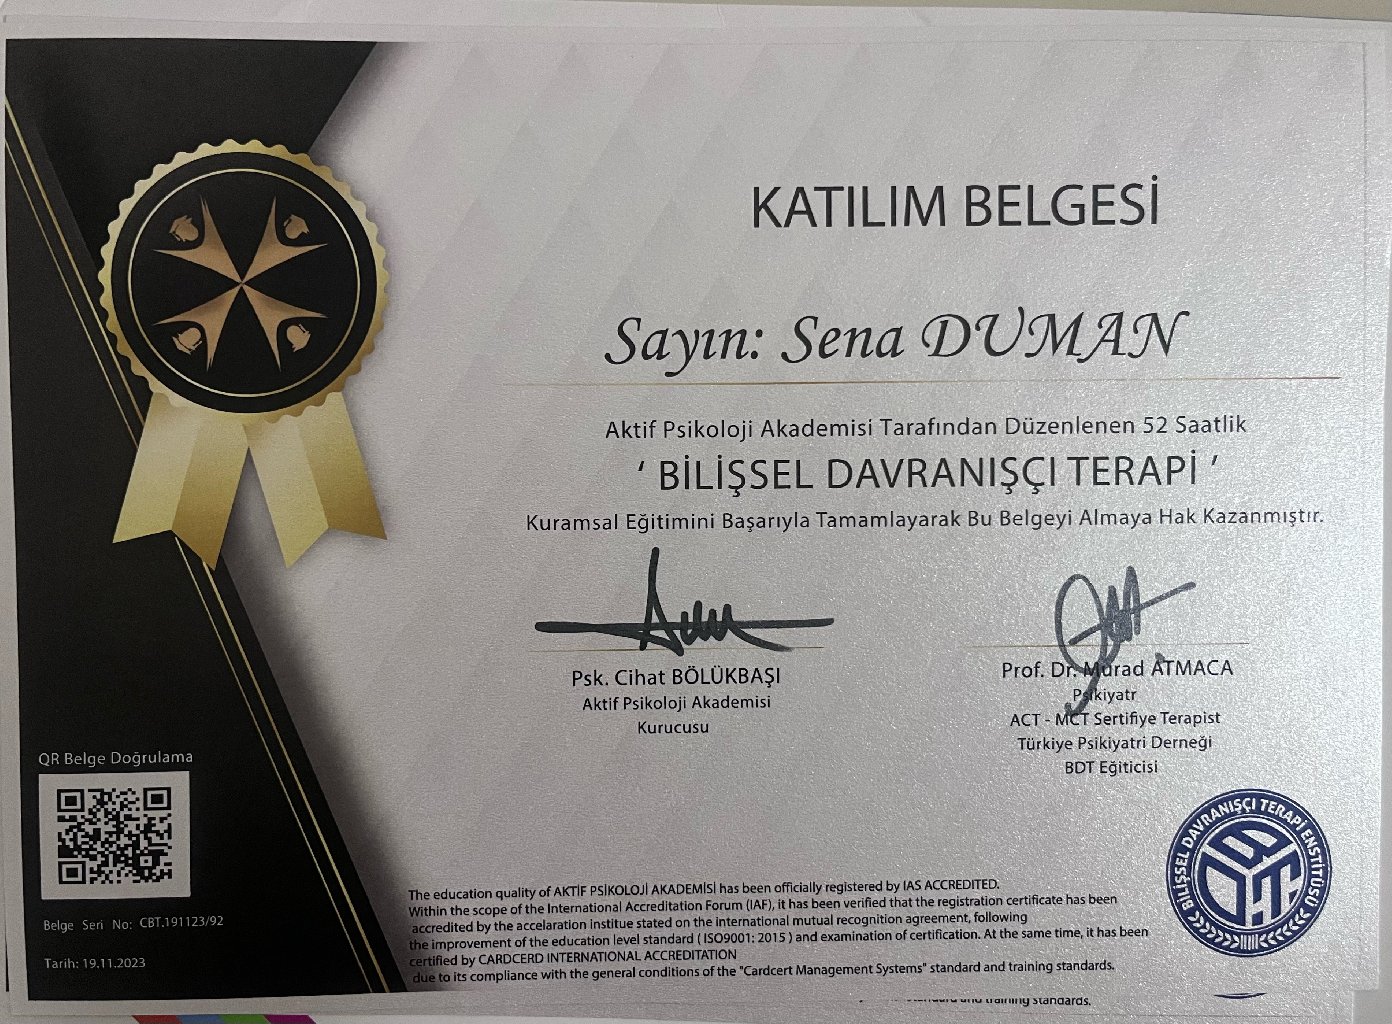 KATILIM BELGESİ
Sayın: Sena DUMAN
Aktif Psikoloji Akademisi Tarafından Düzenlenen 52 Saatlik
‘ BİLİŞSEL DAVRANIŞÇI TERAPİ ’
Kuramsal Eğitimini Başarıyla Tamamlayarak Bu Belgeyi Almaya Hak Kazanmıştır.
Psk. Cihat BÖLÜKBAŞI
Aktif Psikoloji Akademisi
Kurucusu
Prof. Dr. Murad ATMACA
Psikiyatr
ACT - MCT Sertifiye Terapist
Türkiye Psikiyatri Derneği
BDT Eğiticisi
QR Belge Doğrulama
Belge Seri No: CBT.191123/92
Tarih: 19.11.2023
The education quality of AKTİF PSİKOLOJİ AKADEMİSİ has been officially registered by IAS ACCREDITED.
Within the scope of the International Accreditation Forum (IAF), it has been verified that the registration certificate has been
accredited by the accelaration institue stated on the international mutual recognition agreement, following
the improvement of the education level standard ( ISO9001: 2015 ) and examination of certification. At the same time, it has been
certified by CARDCERD INTERNATIONAL ACCREDITATION
due to its compliance with the general conditions of the "Cardcert Management Systems" standard and training standards.
BİLİŞSEL DAVRANIŞÇI TERAPİ ENSTİTÜSÜ
BDT
standard and training standards.